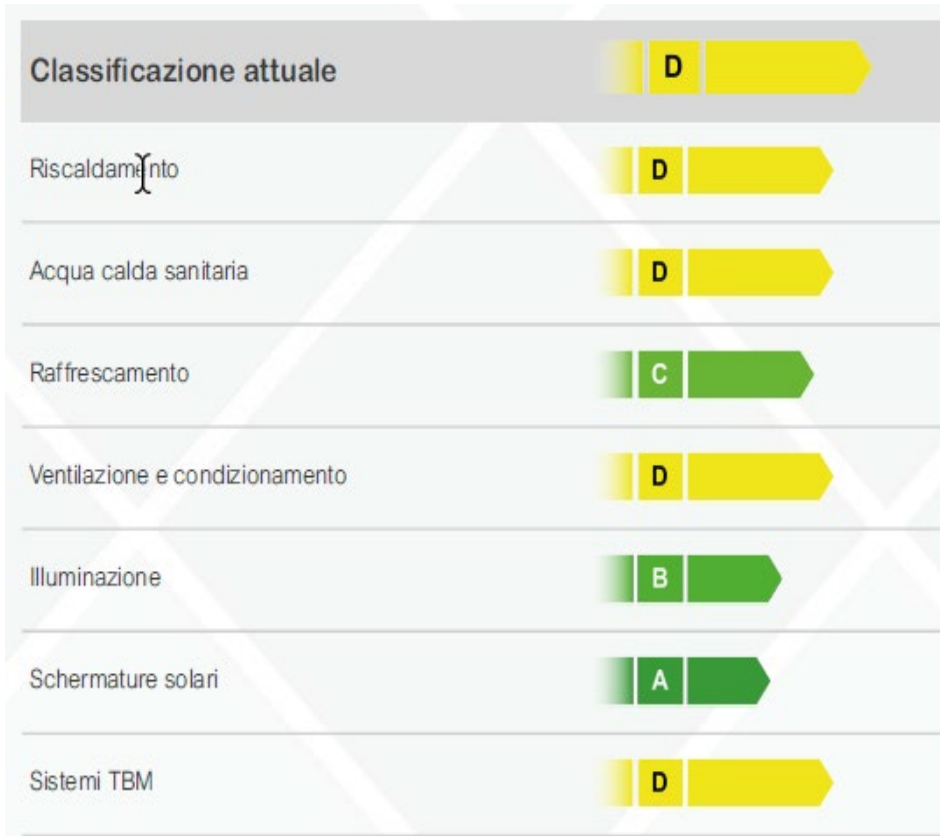 Classificazione attuale D
Riscaldamento D
Acqua calda sanitaria D
Raffrescamento C
Ventilazione e condizionamento D
Illuminazione B
Schermature solari A
Sistemi TBM D